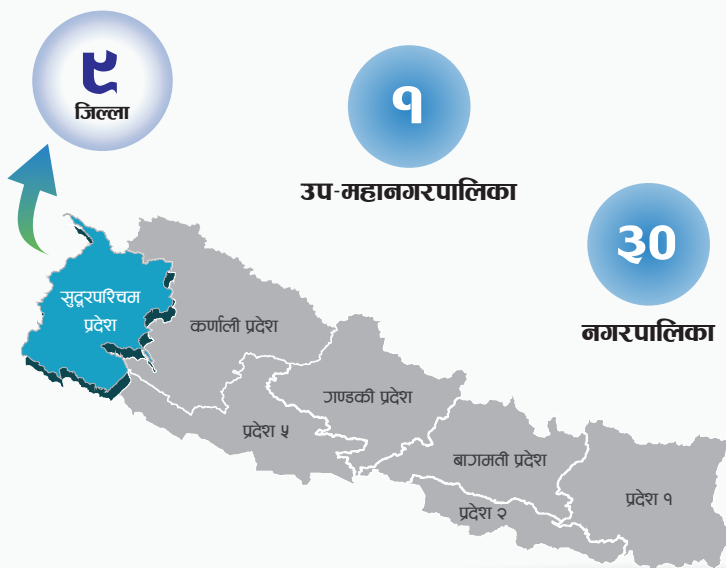 ९
जिल्ला
१
उप-महानगरपालिका
३०
नगरपालिका
सुदूरपश्चिम
प्रदेश
कर्णाली प्रदेश
गण्डकी प्रदेश
प्रदेश ५
बागमती प्रदेश
प्रदेश २
प्रदेश १